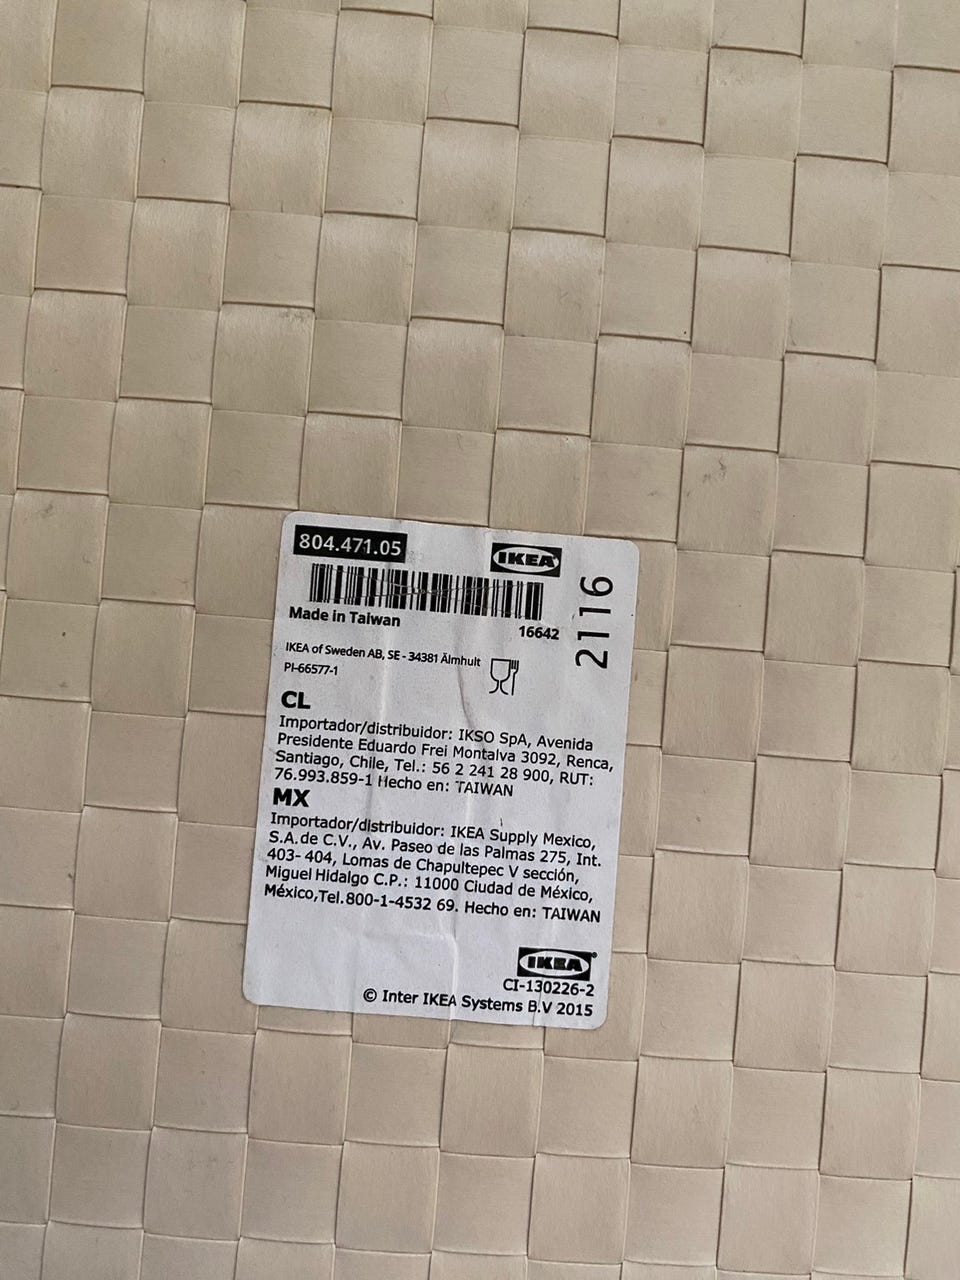 804.471.05
IKEA
2116
Made in Taiwan
16642
IKEA of Sweden AB, SE - 34381 Älmhult
PI-66577-1
CL
Importador/distribuidor: IKSO SpA, Avenida
Presidente Eduardo Frei Montalva 3092, Renca,
Santiago, Chile, Tel.: 56 2 241 28 900, RUT:
76.993.859-1 Hecho en: TAIWAN
MX
Importador/distribuidor: IKEA Supply Mexico,
S.A.de C.V., Av. Paseo de las Palmas 275, Int.
403- 404, Lomas de Chapultepec V sección,
Miguel Hidalgo C.P.: 11000 Ciudad de México,
México,Tel.800-1-4532 69. Hecho en: TAIWAN
IKEA®
CI-130226-2
© Inter IKEA Systems B.V 2015